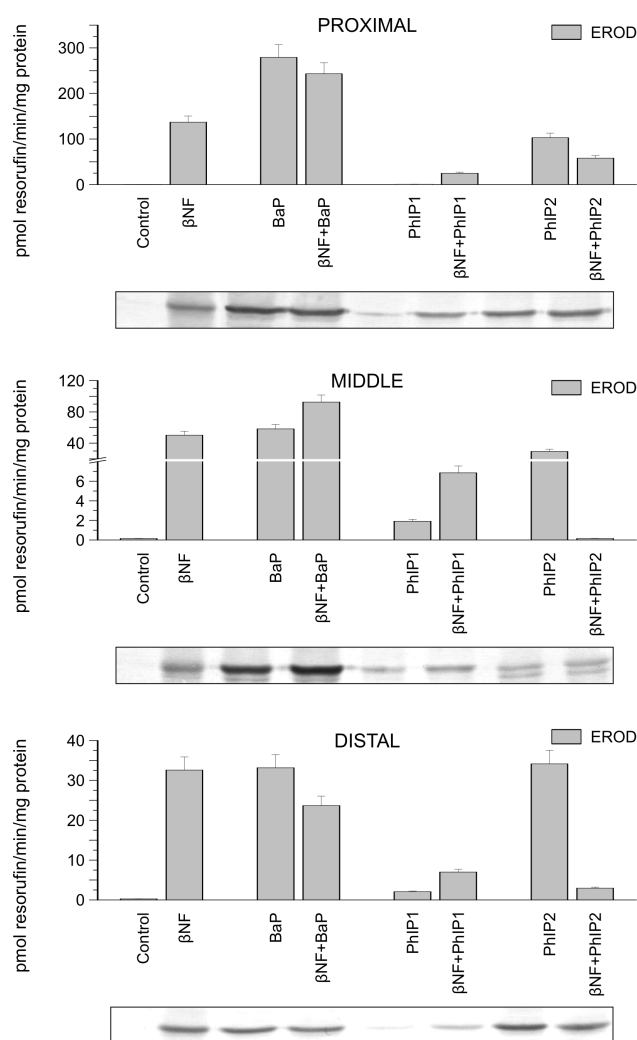 PROXIMAL
EROD
pmol resorufin/min/mg protein
300
200
100
0
Control
βNF
BaP
βNF+BaP
PhIP1
βNF+PhIP1
PhIP2
βNF+PhIP2
MIDDLE
EROD
pmol resorufin/min/mg protein
120
80
40
6
4
2
0
Control
βNF
BaP
βNF+BaP
PhIP1
βNF+PhIP1
PhIP2
βNF+PhIP2
DISTAL
EROD
pmol resorufin/min/mg protein
40
30
20
10
0
Control
βNF
BaP
βNF+BaP
PhIP1
βNF+PhIP1
PhIP2
βNF+PhIP2